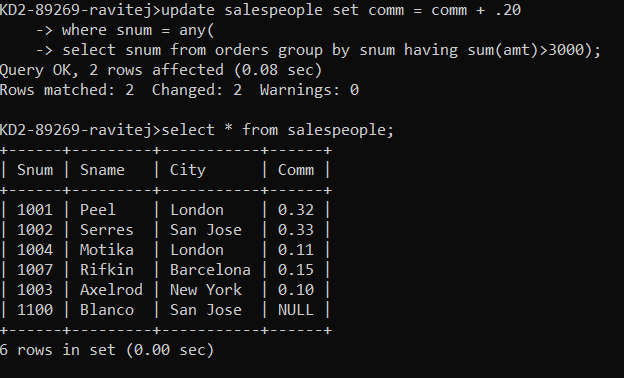 KD2-89269-ravitej>update salespeople set comm = comm + .20
    -> where snum = any(
    -> select snum from orders group by snum having sum(amt)>3000);
Query OK, 2 rows affected (0.08 sec)
Rows matched: 2  Changed: 2  Warnings: 0

KD2-89269-ravitej>select * from salespeople;
+------+---------+-----------+------+
| Snum | Sname   | City      | Comm |
+------+---------+-----------+------+
| 1001 | Peel    | London    | 0.32 |
| 1002 | Serres  | San Jose  | 0.33 |
| 1004 | Motika  | London    | 0.11 |
| 1007 | Rifkin  | Barcelona | 0.15 |
| 1003 | Axelrod | New York  | 0.10 |
| 1100 | Blanco  | San Jose  | NULL |
+------+---------+-----------+------+
6 rows in set (0.00 sec)